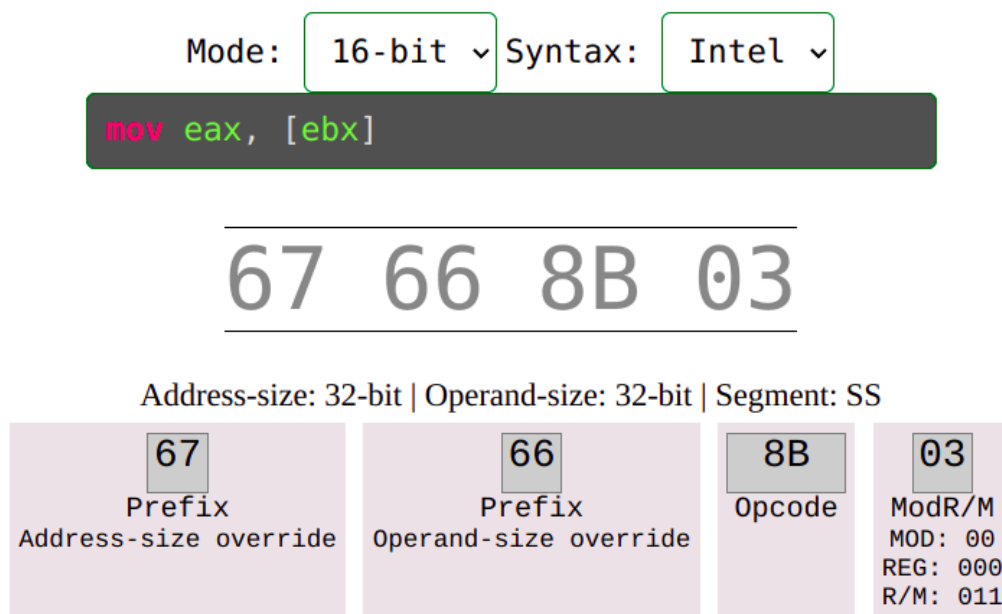 Mode: 16-bit Syntax: Intel
mov eax, [ebx]
67 66 8B 03
Address-size: 32-bit | Operand-size: 32-bit | Segment: SS
67 66 8B 03
Prefix Prefix Opcode ModR/M
Address-size override Operand-size override MOD: 00
REG: 000
R/M: 011